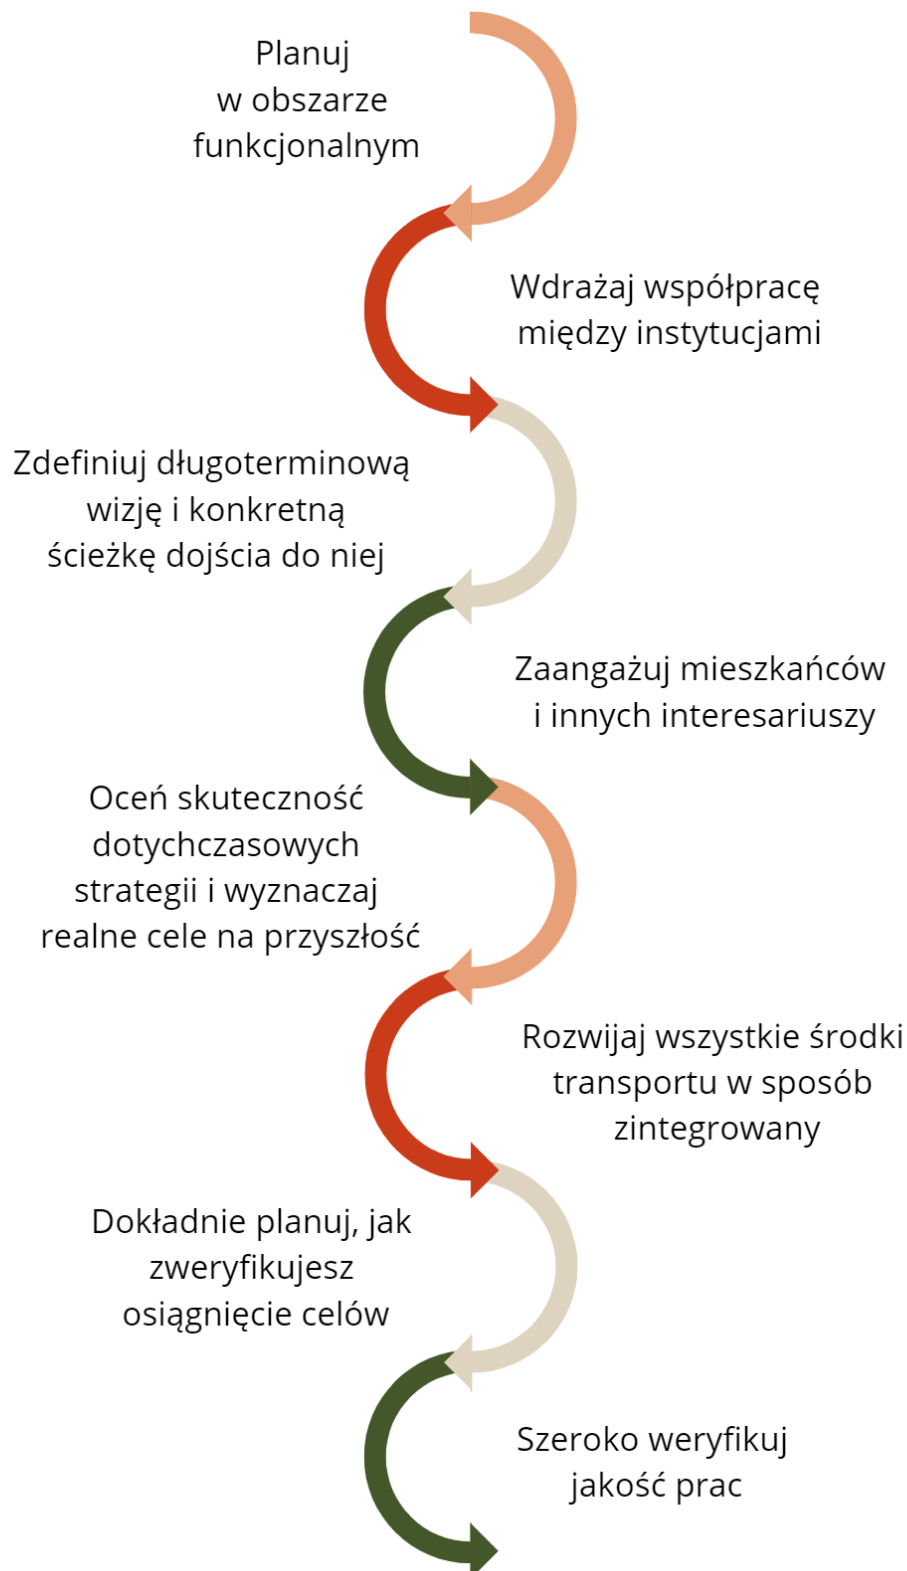 Planuj
w obszarze
funkcjonalnym
Wdrażaj współpracę
między instytucjami
Zdefiniuj długoterminową
wizję i konkretną
ścieżkę dojścia do niej
Zaangażuj mieszkańców
i innych interesariuszy
Oceń skuteczność
dotychczasowych
strategii i wyznaczaj
realne cele na przyszłość
Rozwijaj wszystkie środki
transportu w sposób
zintegrowany
Dokładnie planuj, jak
zweryfikujesz
osiągnięcie celów
Szeroko weryfikuj
jakość prac